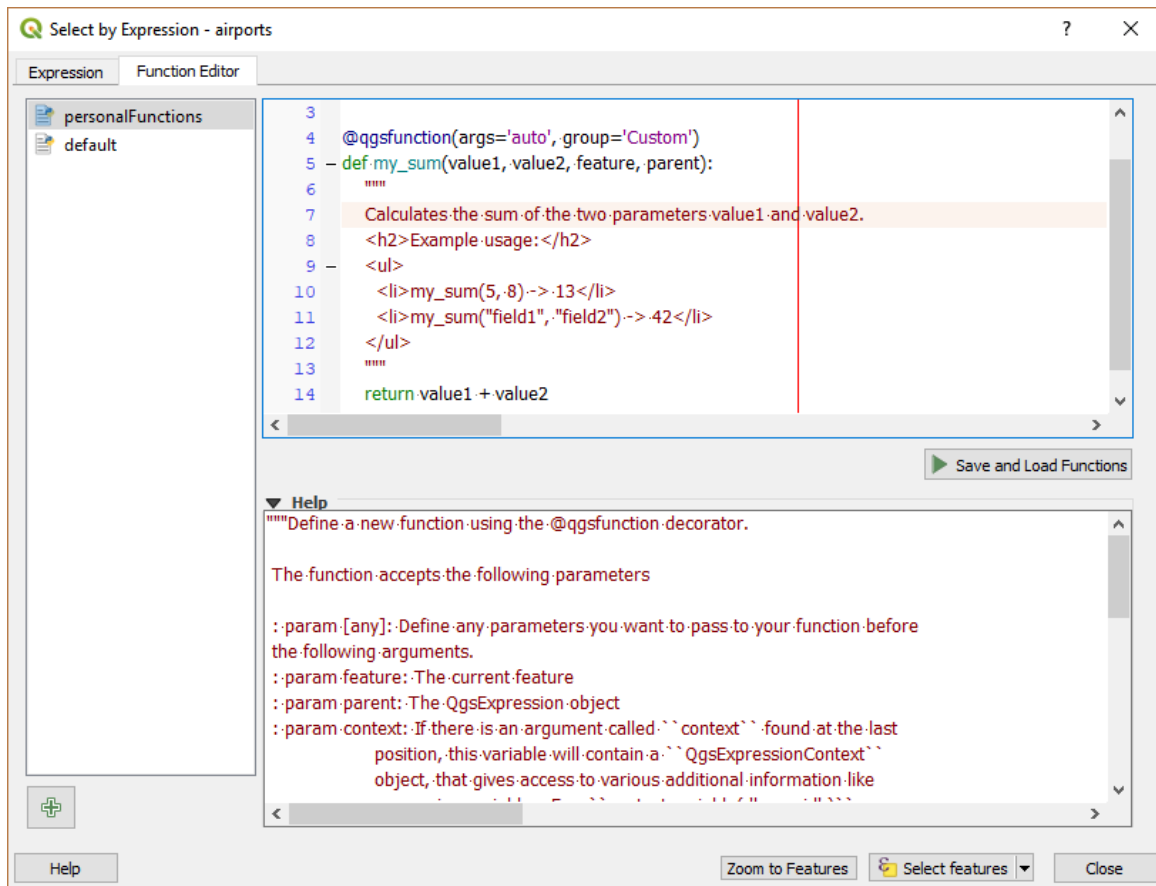 Select by Expression - airports
Expression
Function Editor
personalFunctions
default
3
4 @qgsfunction(args='auto', group='Custom')
5 def my_sum(value1, value2, feature, parent):
6 """
7 Calculates the sum of the two parameters value1 and value2.
8 <h2>Example usage:</h2>
9 <ul>
10 <li>my_sum(5, 8) -> 13</li>
11 <li>my_sum("field1", "field2") -> 42</li>
12 </ul>
13 """
14 return value1 + value2
Save and Load Functions
Help
"""Define a new function using the @qgsfunction decorator.
The function accepts the following parameters
: param [any]: Define any parameters you want to pass to your function before
the following arguments.
: param feature: The current feature
: param parent: The QgsExpression object
: param context: If there is an argument called ``context`` found at the last
position, this variable will contain a ``QgsExpressionContext``
object, that gives access to various additional information like
Help
Zoom to Features
Select features
Close